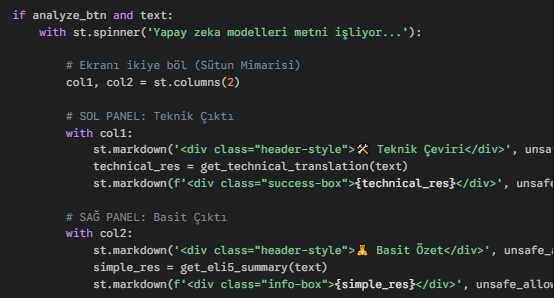 if analyze_btn and text:
with st.spinner('Yapay zeka modelleri metni işliyor...'):
# Ekranı ikiye böl (Sütun Mimarisi)
col1, col2 = st.columns(2)
# SOL PANEL: Teknik Çıktı
with col1:
st.markdown('<div class="header-style">🛠️ Teknik Çeviri</div>', unsa
technical_res = get_technical_translation(text)
st.markdown(f'<div class="success-box">{technical_res}</div>', unsafe
# SAĞ PANEL: Basit Çıktı
with col2:
st.markdown('<div class="header-style">🧸 Basit Özet</div>', unsafe_a
simple_res = get_eli5_summary(text)
st.markdown(f'<div class="info-box">{simple_res}</div>', unsafe_allow